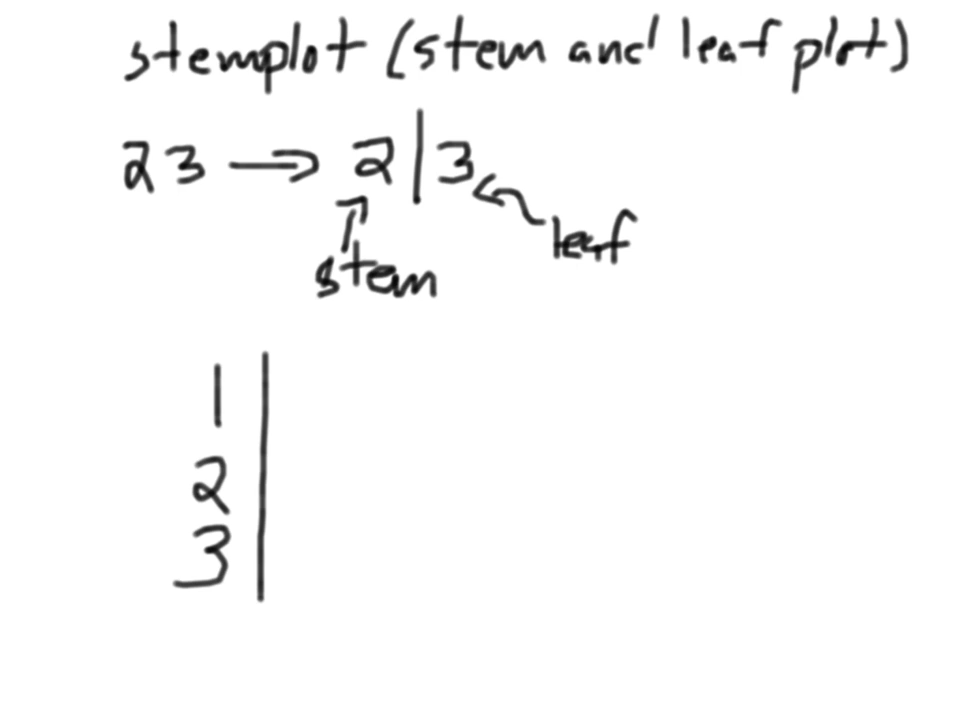 stemplot (stem and leaf plot)
23 → 2 | 3
leaf
stem
1 |
2 |
3 |